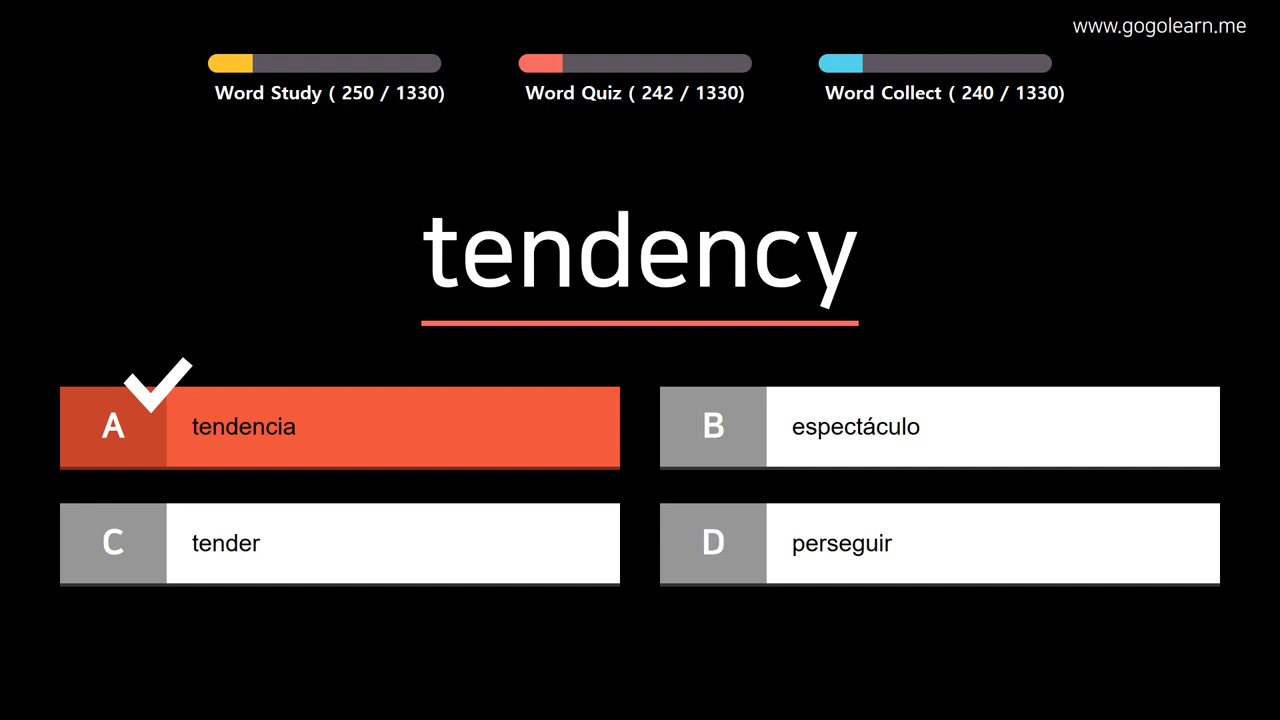 www.gogolearn.me
Word Study ( 250 / 1330)
Word Quiz ( 242 / 1330)
Word Collect ( 240 / 1330)
tendency
A tendencia
B espectáculo
C tender
D perseguir